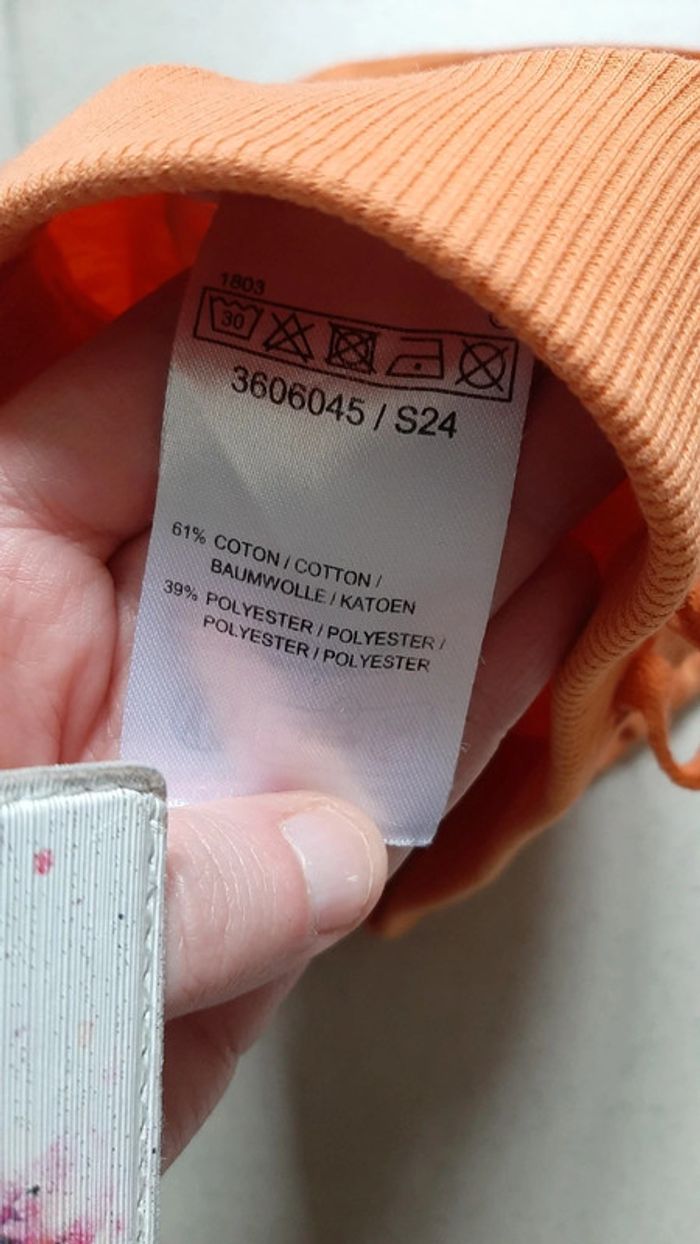 1803
30
3606045 / S24
61% COTON / COTTON /
BAUMWOLLE / KATOEN
39% POLYESTER / POLYESTER /
POLYESTER / POLYESTER